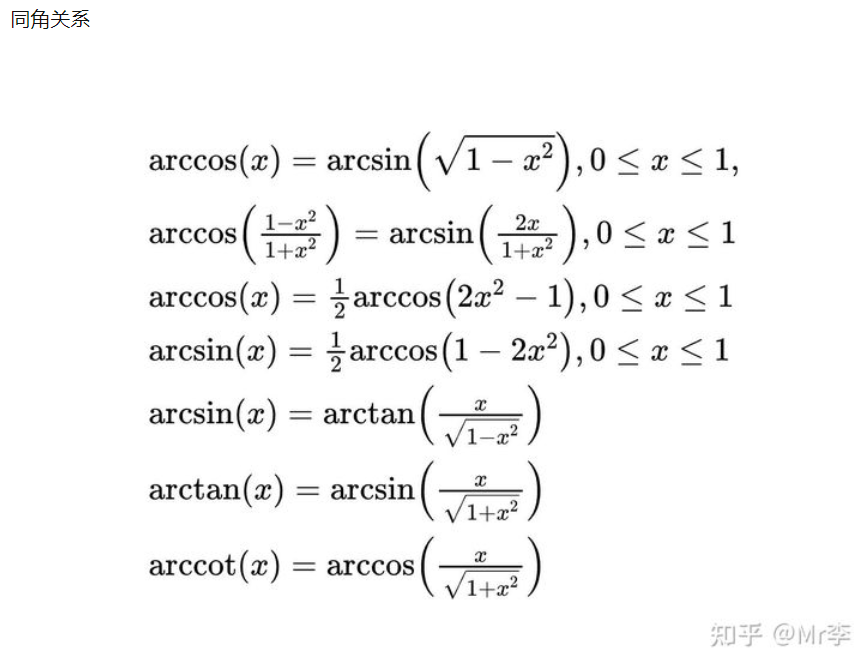 同角关系
arccos(x) = arcsin(√(1 − x²)), 0 ≤ x ≤ 1,
arccos((1−x²)/(1+x²)) = arcsin(2x/(1+x²)), 0 ≤ x ≤ 1
arccos(x) = ½arccos(2x² − 1), 0 ≤ x ≤ 1
arcsin(x) = ½arccos(1 − 2x²), 0 ≤ x ≤ 1
arcsin(x) = arctan(x/√(1−x²))
arctan(x) = arcsin(x/√(1+x²))
arccot(x) = arccos(x/√(1+x²))
知乎 @Mr李